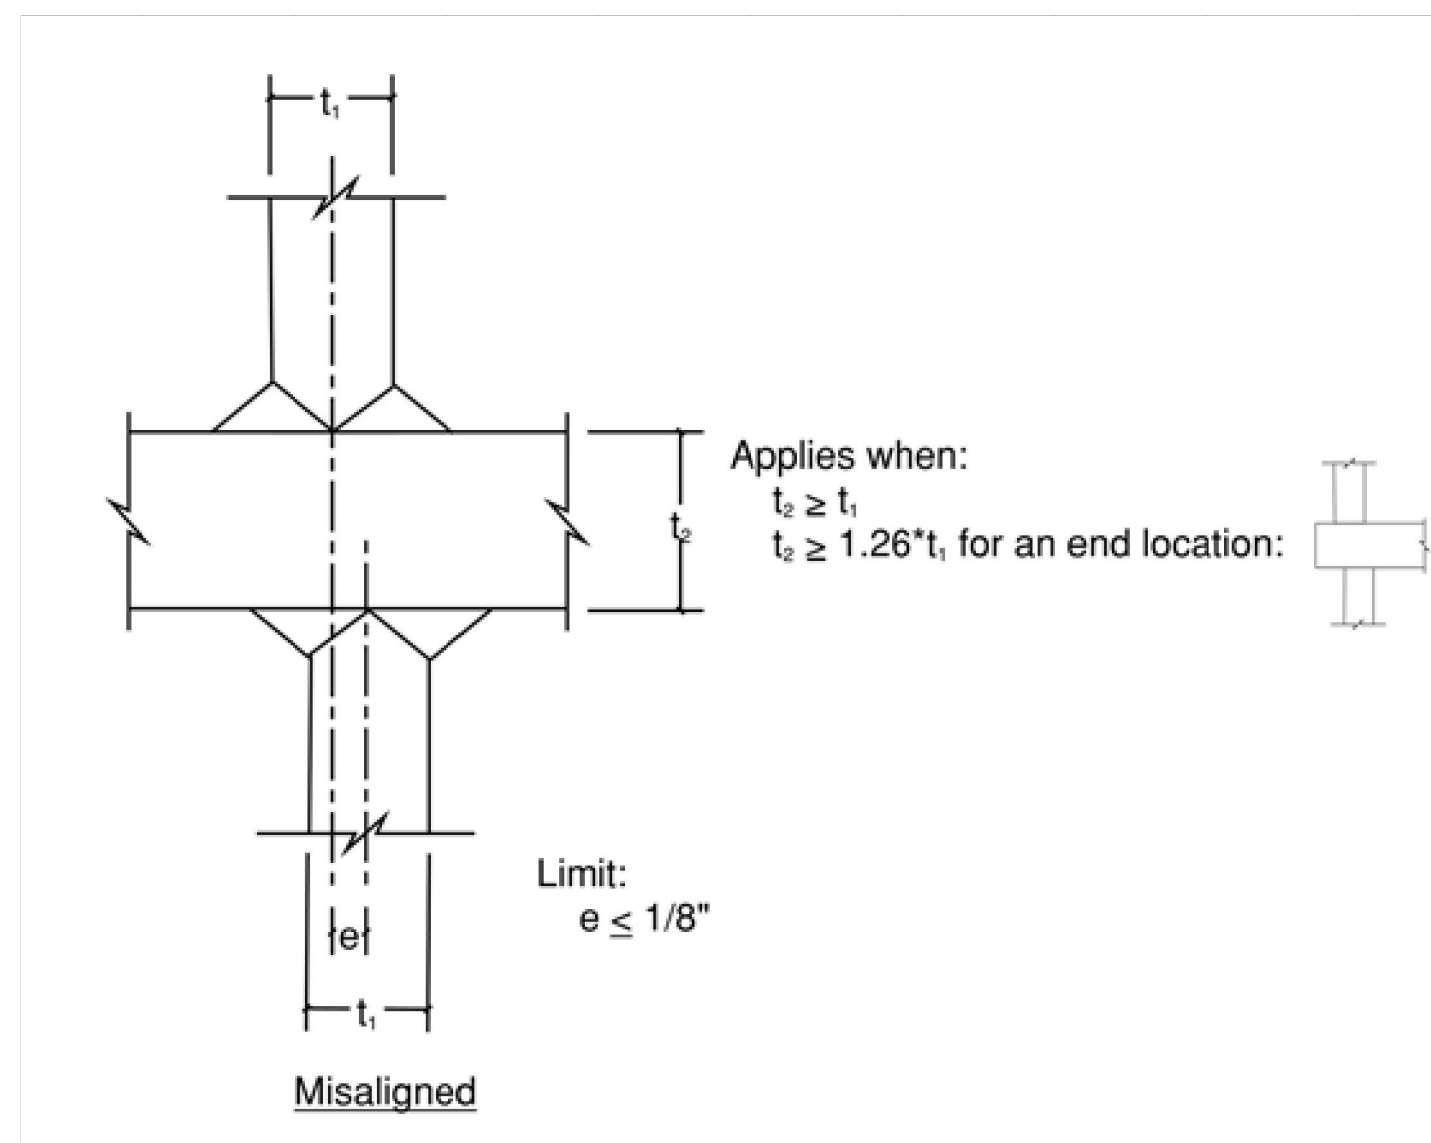 t₁
Applies when:
t₂ ≥ t₁
t₂
t₂ ≥ 1.26*t₁ for an end location:
Limit:
e ≤ 1/8"
e
t₁
Misaligned